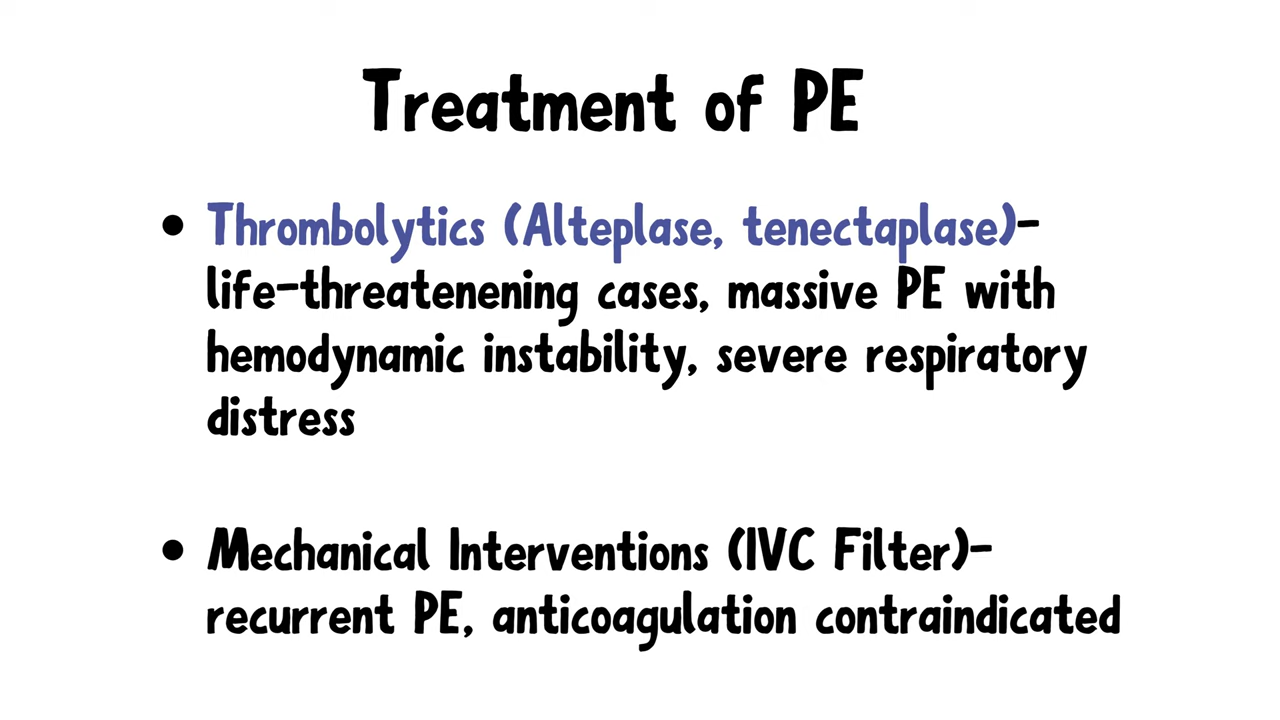 Treatment of PE
• Thrombolytics (Alteplase, tenectaplase)-
life-threatenening cases, massive PE with
hemodynamic instability, severe respiratory
distress
• Mechanical Interventions (IVC Filter)-
recurrent PE, anticoagulation contraindicated